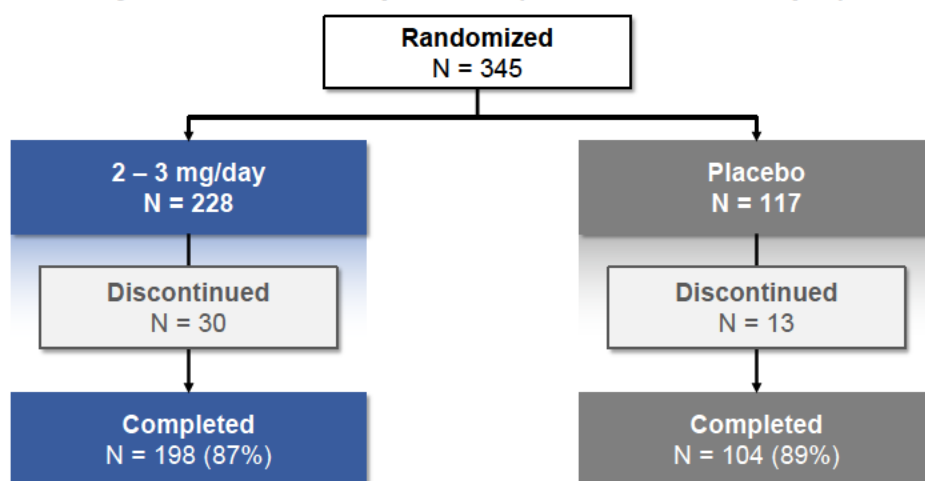 Randomized
N = 345
2 – 3 mg/day
N = 228
Placebo
N = 117
Discontinued
N = 30
Discontinued
N = 13
Completed
N = 198 (87%)
Completed
N = 104 (89%)